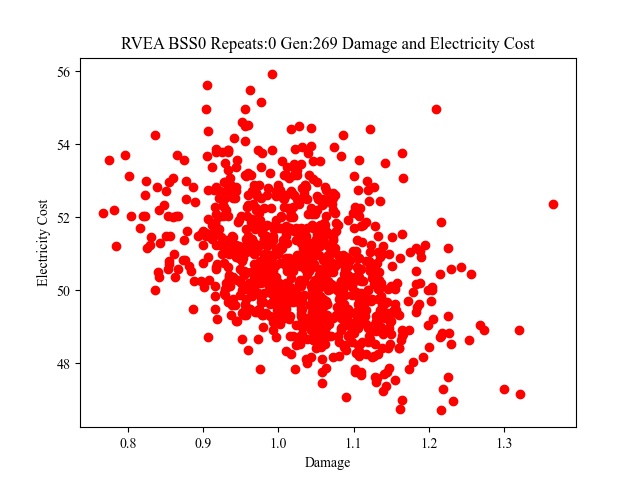 RVEA BSS0 Repeats:0 Gen:269 Damage and Electricity Cost
56
54
52
50
48
Electricity Cost
0.8 0.9 1.0 1.1 1.2 1.3
Damage